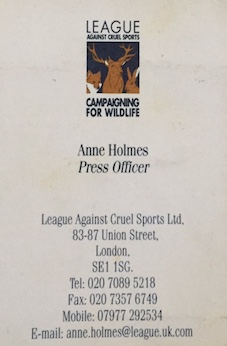 LEAGUE
AGAINST CRUEL SPORTS
CAMPAIGNING
FOR WILDLIFE
Anne Holmes
Press Officer
League Against Cruel Sports Ltd,
83-87 Union Street,
London,
SE1 1SG.
Tel: 020 7089 5218
Fax: 020 7357 6749
Mobile: 07977 292534
E-mail: anne.holmes@league.uk.com